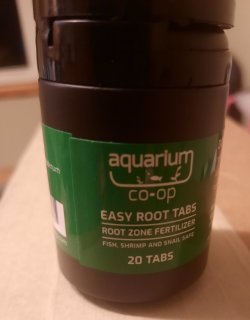 aquarium
co-op
EASY ROOT TABS
ROOT ZONE FERTILIZER
FISH, SHRIMP AND SNAIL SAFE
20 TABS